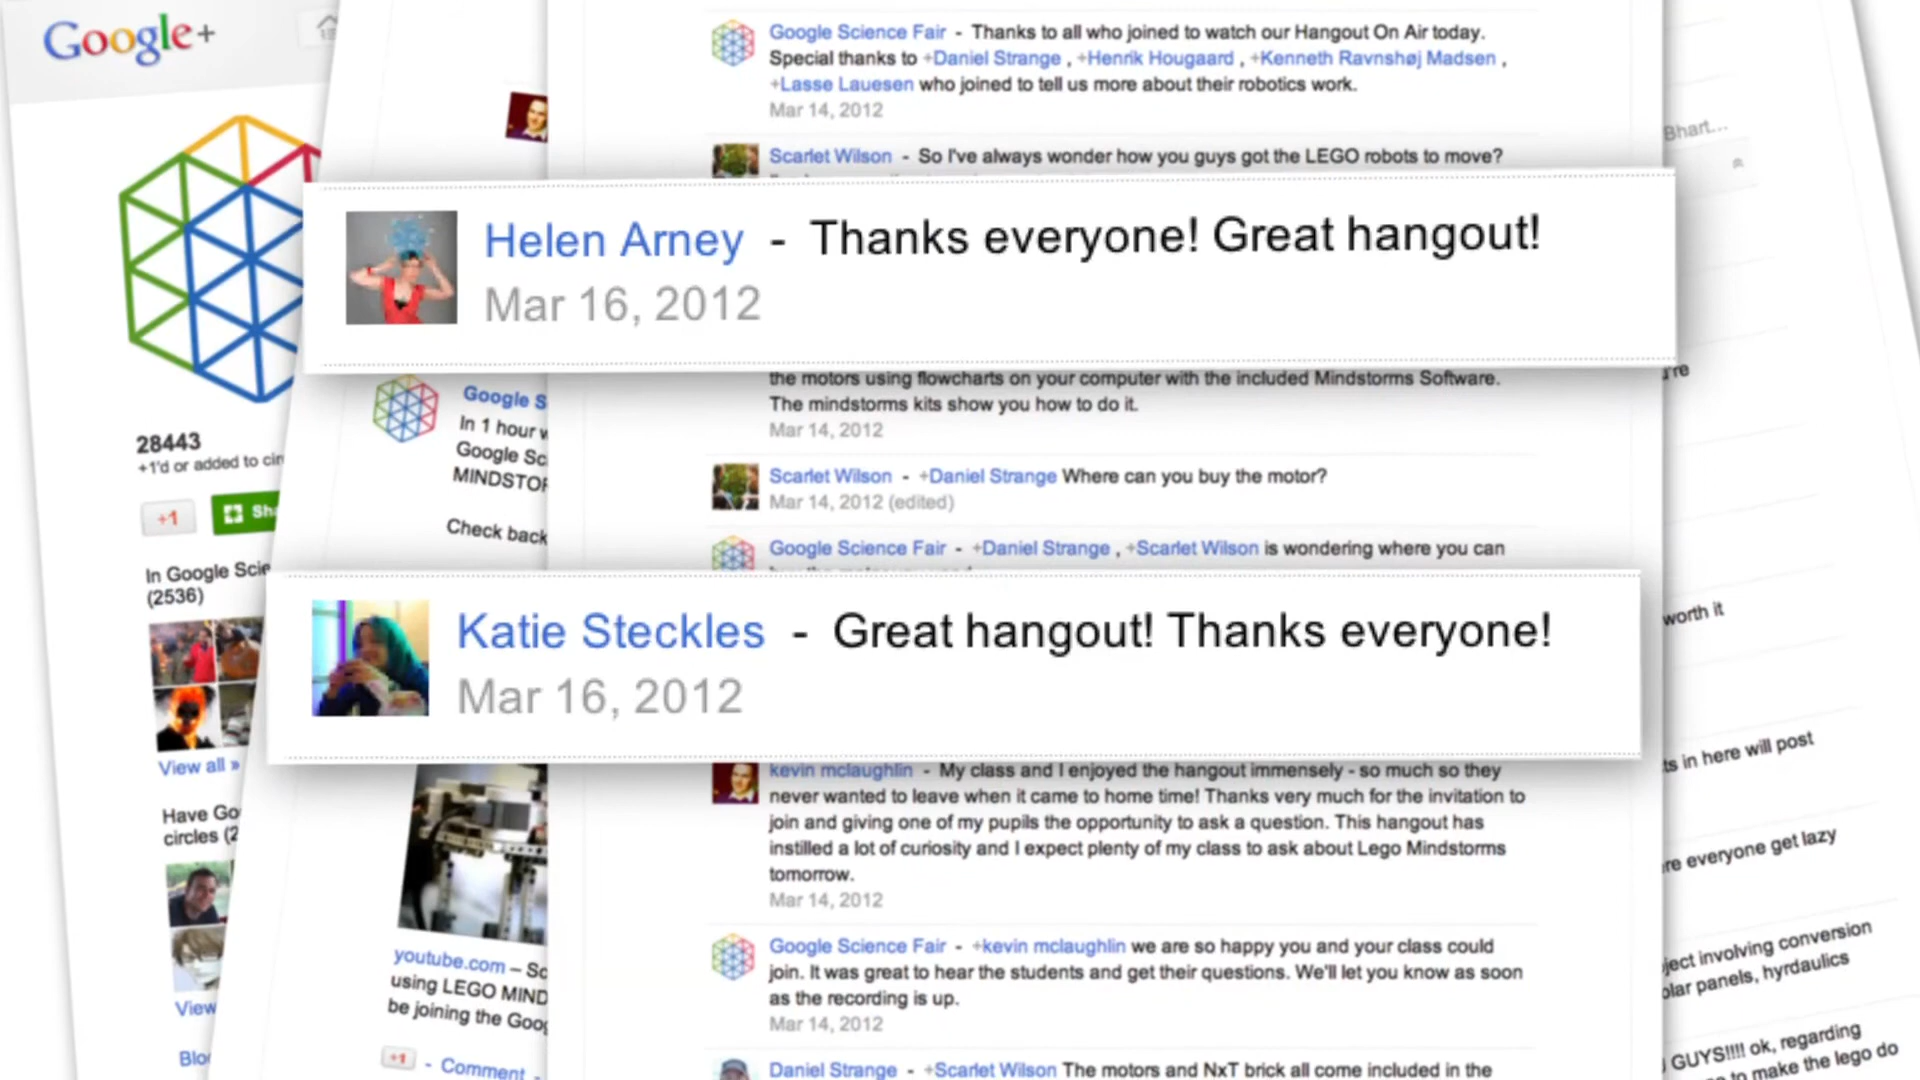 Google+
28443
+1'd or added to cir
+1
Sha
In Google Scie
(2536)
View all »
Have Go
circles (2
View
Blo
Google S
In 1 hour w
Google Sc
MINDSTOR
Check back
youtube.com – Sc
using LEGO MIND
be joining the Goog
+1 - Comment -
Google Science Fair - Thanks to all who joined to watch our Hangout On Air today.
Special thanks to +Daniel Strange , +Henrik Hougaard , +Kenneth Ravnshøj Madsen ,
+Lasse Lauesen who joined to tell us more about their robotics work.
Mar 14, 2012
Scarlet Wilson - So I've always wonder how you guys got the LEGO robots to move?
Helen Arney - Thanks everyone! Great hangout!
Mar 16, 2012
the motors using flowcharts on your computer with the included Mindstorms Software.
The mindstorms kits show you how to do it.
Mar 14, 2012
Scarlet Wilson - +Daniel Strange Where can you buy the motor?
Mar 14, 2012 (edited)
Google Science Fair - +Daniel Strange , +Scarlet Wilson is wondering where you can
Katie Steckles - Great hangout! Thanks everyone!
Mar 16, 2012
kevin mclaughlin - My class and I enjoyed the hangout immensely - so much so they
never wanted to leave when it came to home time! Thanks very much for the invitation to
join and giving one of my pupils the opportunity to ask a question. This hangout has
instilled a lot of curiosity and I expect plenty of my class to ask about Lego Mindstorms
tomorrow.
Mar 14, 2012
Google Science Fair - +kevin mclaughlin we are so happy you and your class could
join. It was great to hear the students and get their questions. We'll let you know as soon
as the recording is up.
Mar 14, 2012
Daniel Strange - +Scarlet Wilson The motors and NxT brick all come included in the
Bhart...
're
worth it
ts in here will post
re everyone get lazy
ject involving conversion
olar panels, hyrdaulics
GUYS!!!! ok, regarding
to make the lego do